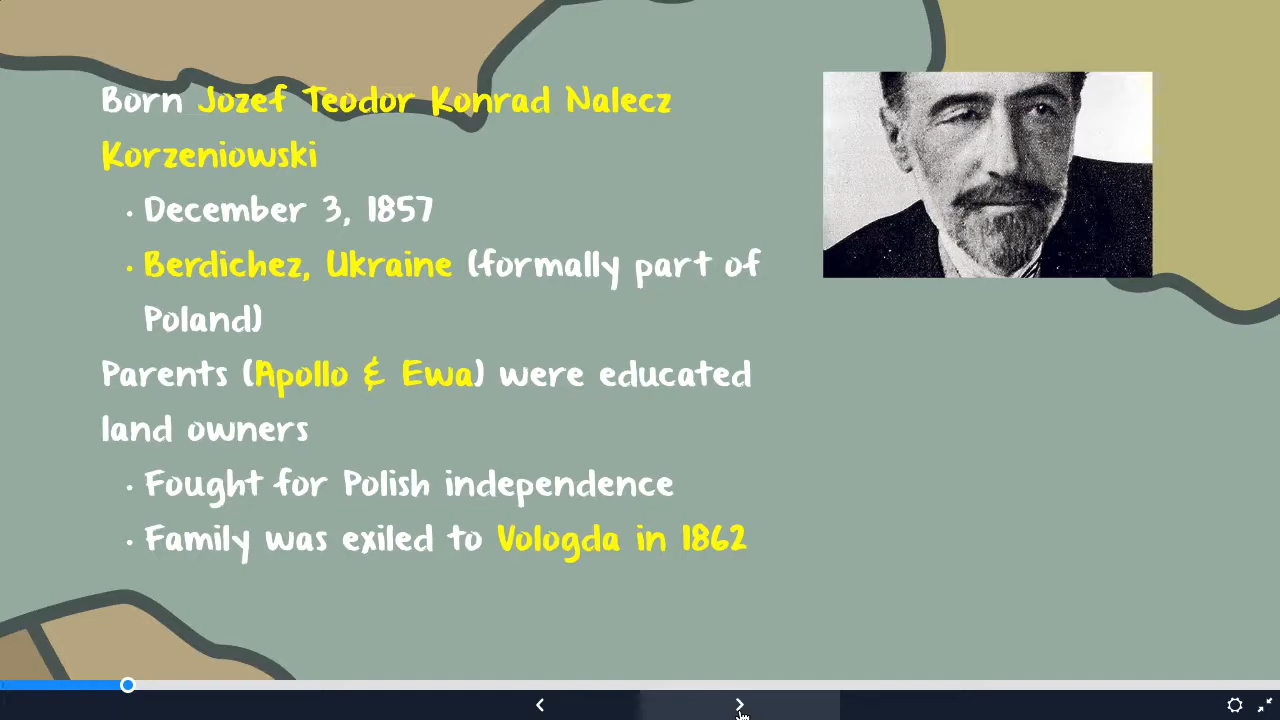 Born Jozef Teodor Konrad Nalecz
Korzeniowski
• December 3, 1857
• Berdichez, Ukraine (formally part of
Poland)
Parents (Apollo & Ewa) were educated
land owners
• Fought for Polish independence
• Family was exiled to Vologda in 1862